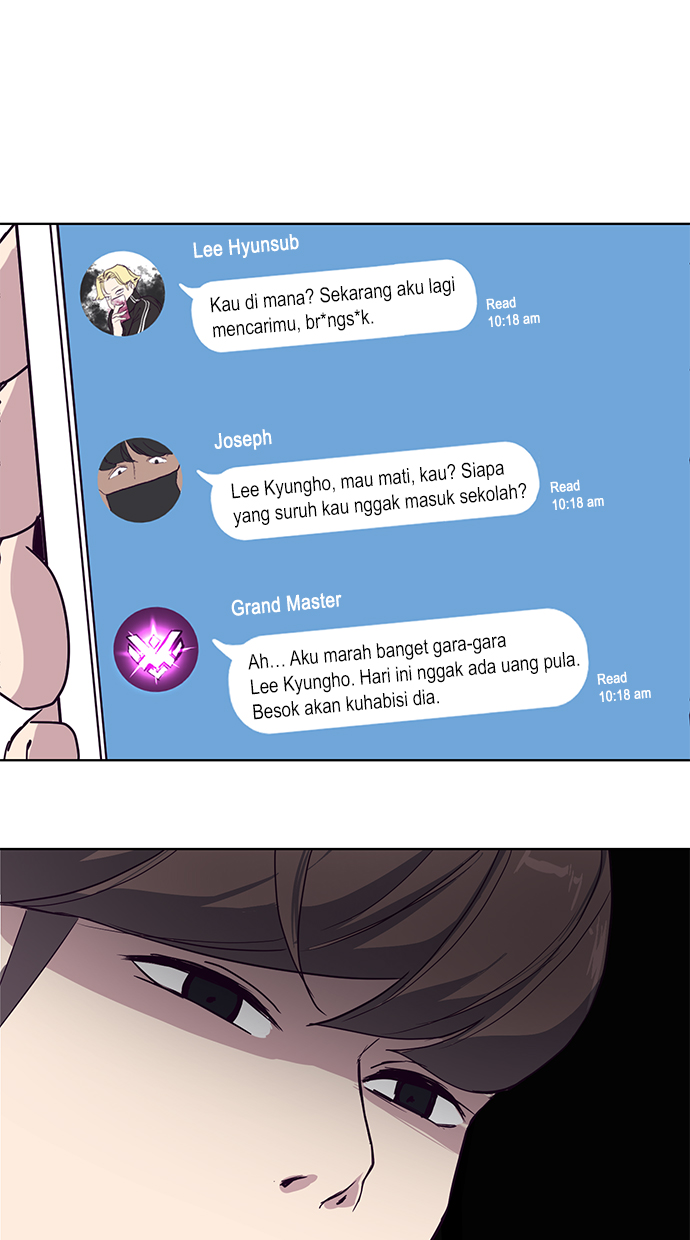 Lee Hyunsub
Kau di mana? Sekarang aku lagi
mencarimu, br*ngs*k.
Read
10:18 am
Joseph
Lee Kyungho, mau mati, kau? Siapa
yang suruh kau nggak masuk sekolah?
Read
10:18 am
Grand Master
Ah... Aku marah banget gara-gara
Lee Kyungho. Hari ini nggak ada uang pula.
Besok akan kuhabisi dia.
Read
10:18 am